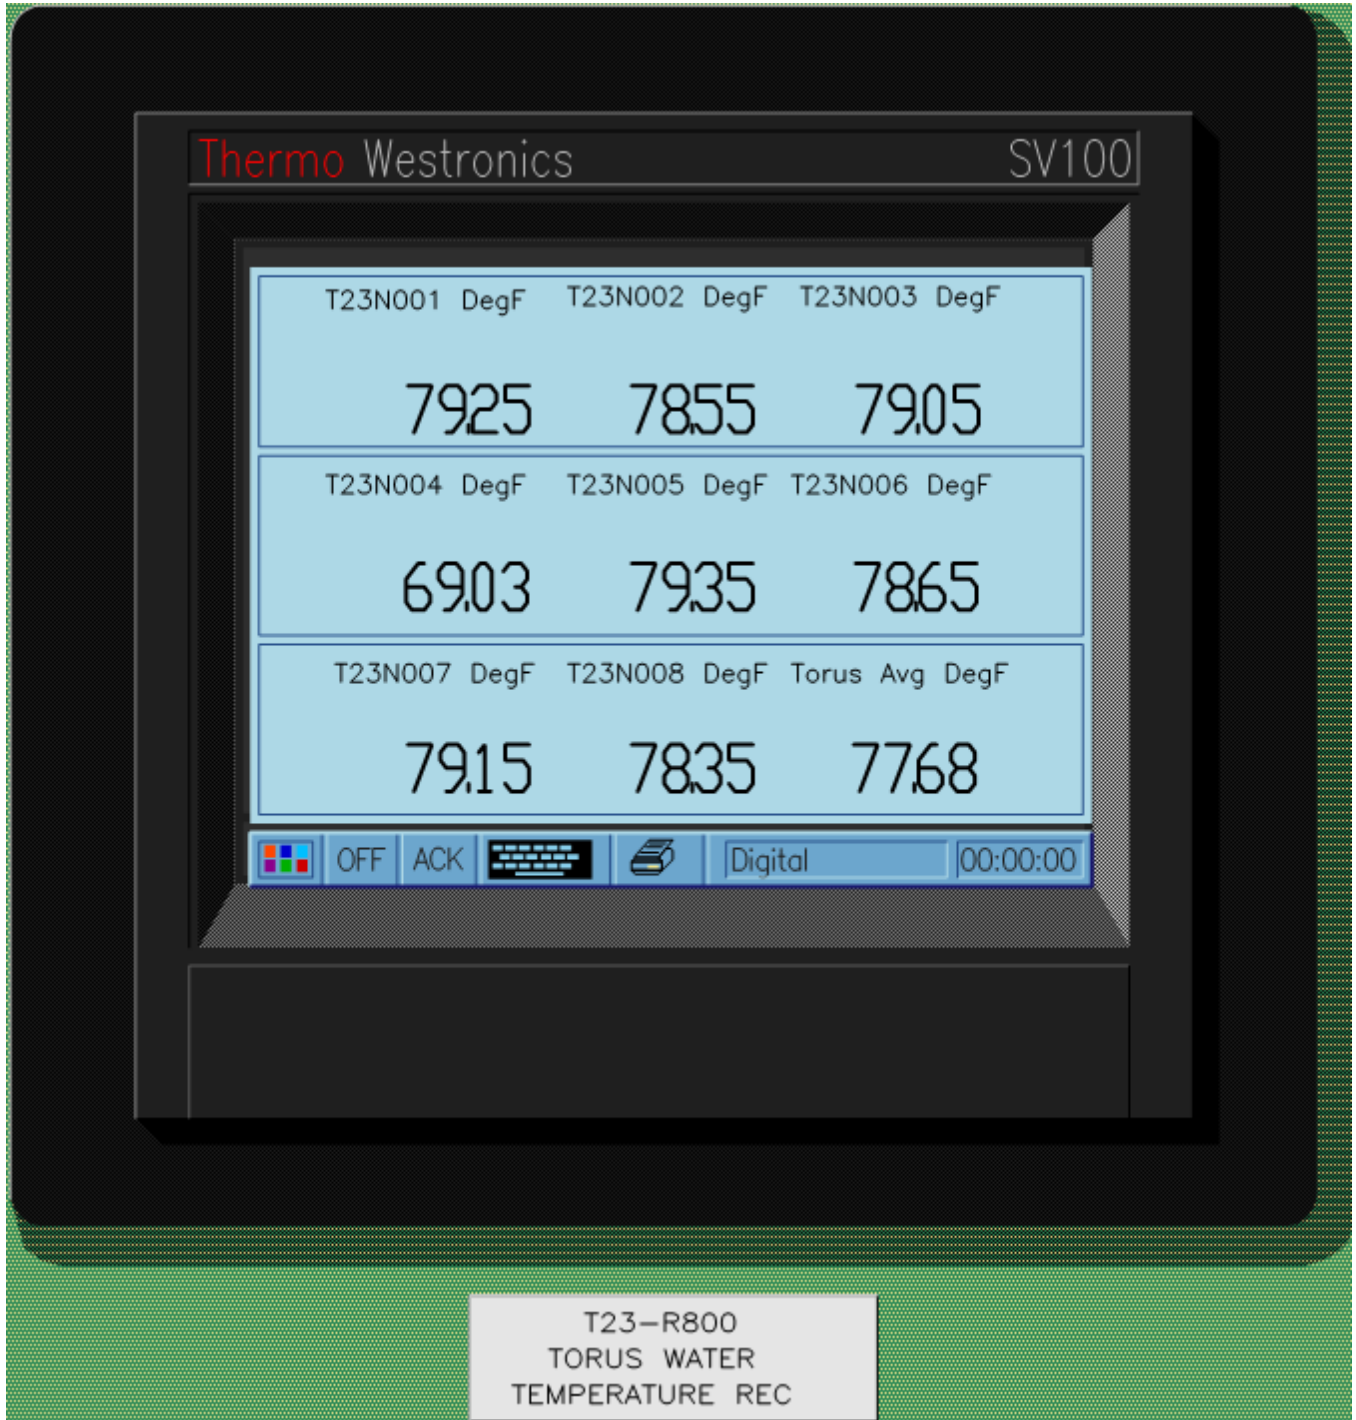 Thermo Westronics SV100
T23N001 DegF T23N002 DegF T23N003 DegF
79.25 78.55 79.05
T23N004 DegF T23N005 DegF T23N006 DegF
69.03 79.35 78.65
T23N007 DegF T23N008 DegF Torus Avg DegF
79.15 78.35 77.68
OFF ACK Digital 00:00:00
T23-R800
TORUS WATER
TEMPERATURE REC